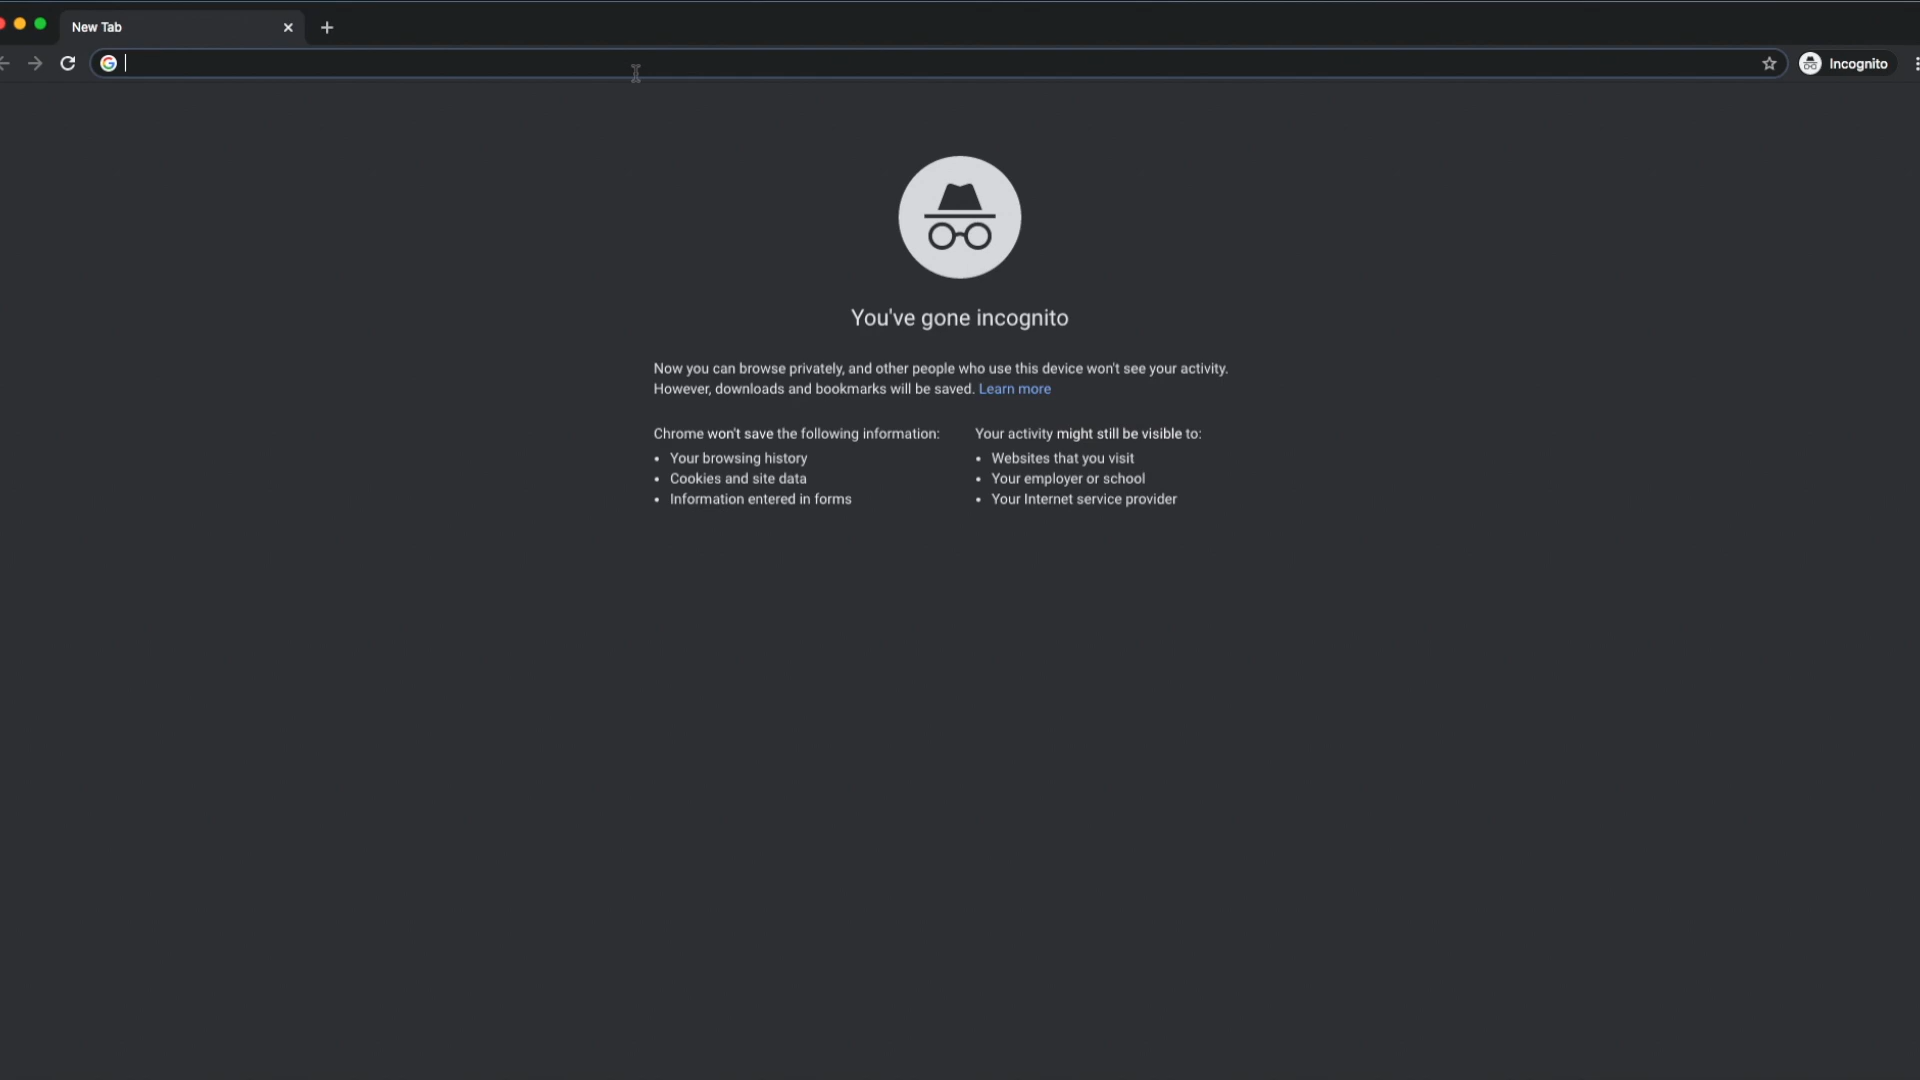 New Tab
Incognito
You've gone incognito
Now you can browse privately, and other people who use this device won't see your activity.
However, downloads and bookmarks will be saved. Learn more
Chrome won't save the following information:
Your browsing history
Cookies and site data
Information entered in forms
Your activity might still be visible to:
Websites that you visit
Your employer or school
Your Internet service provider